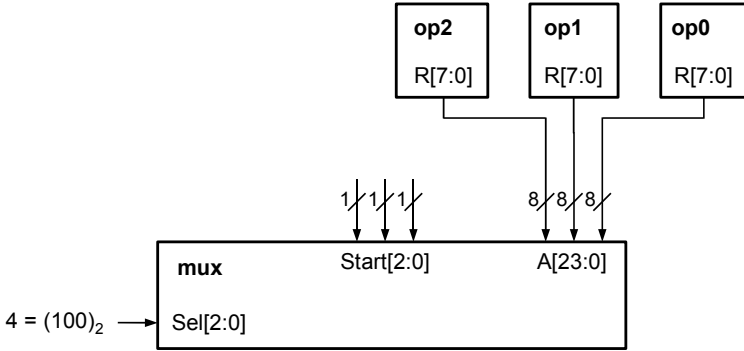 op2 op1 op0
R[7:0] R[7:0] R[7:0]
1 1 1 8 8 8
mux Start[2:0] A[23:0]
4 = (100)₂ Sel[2:0]